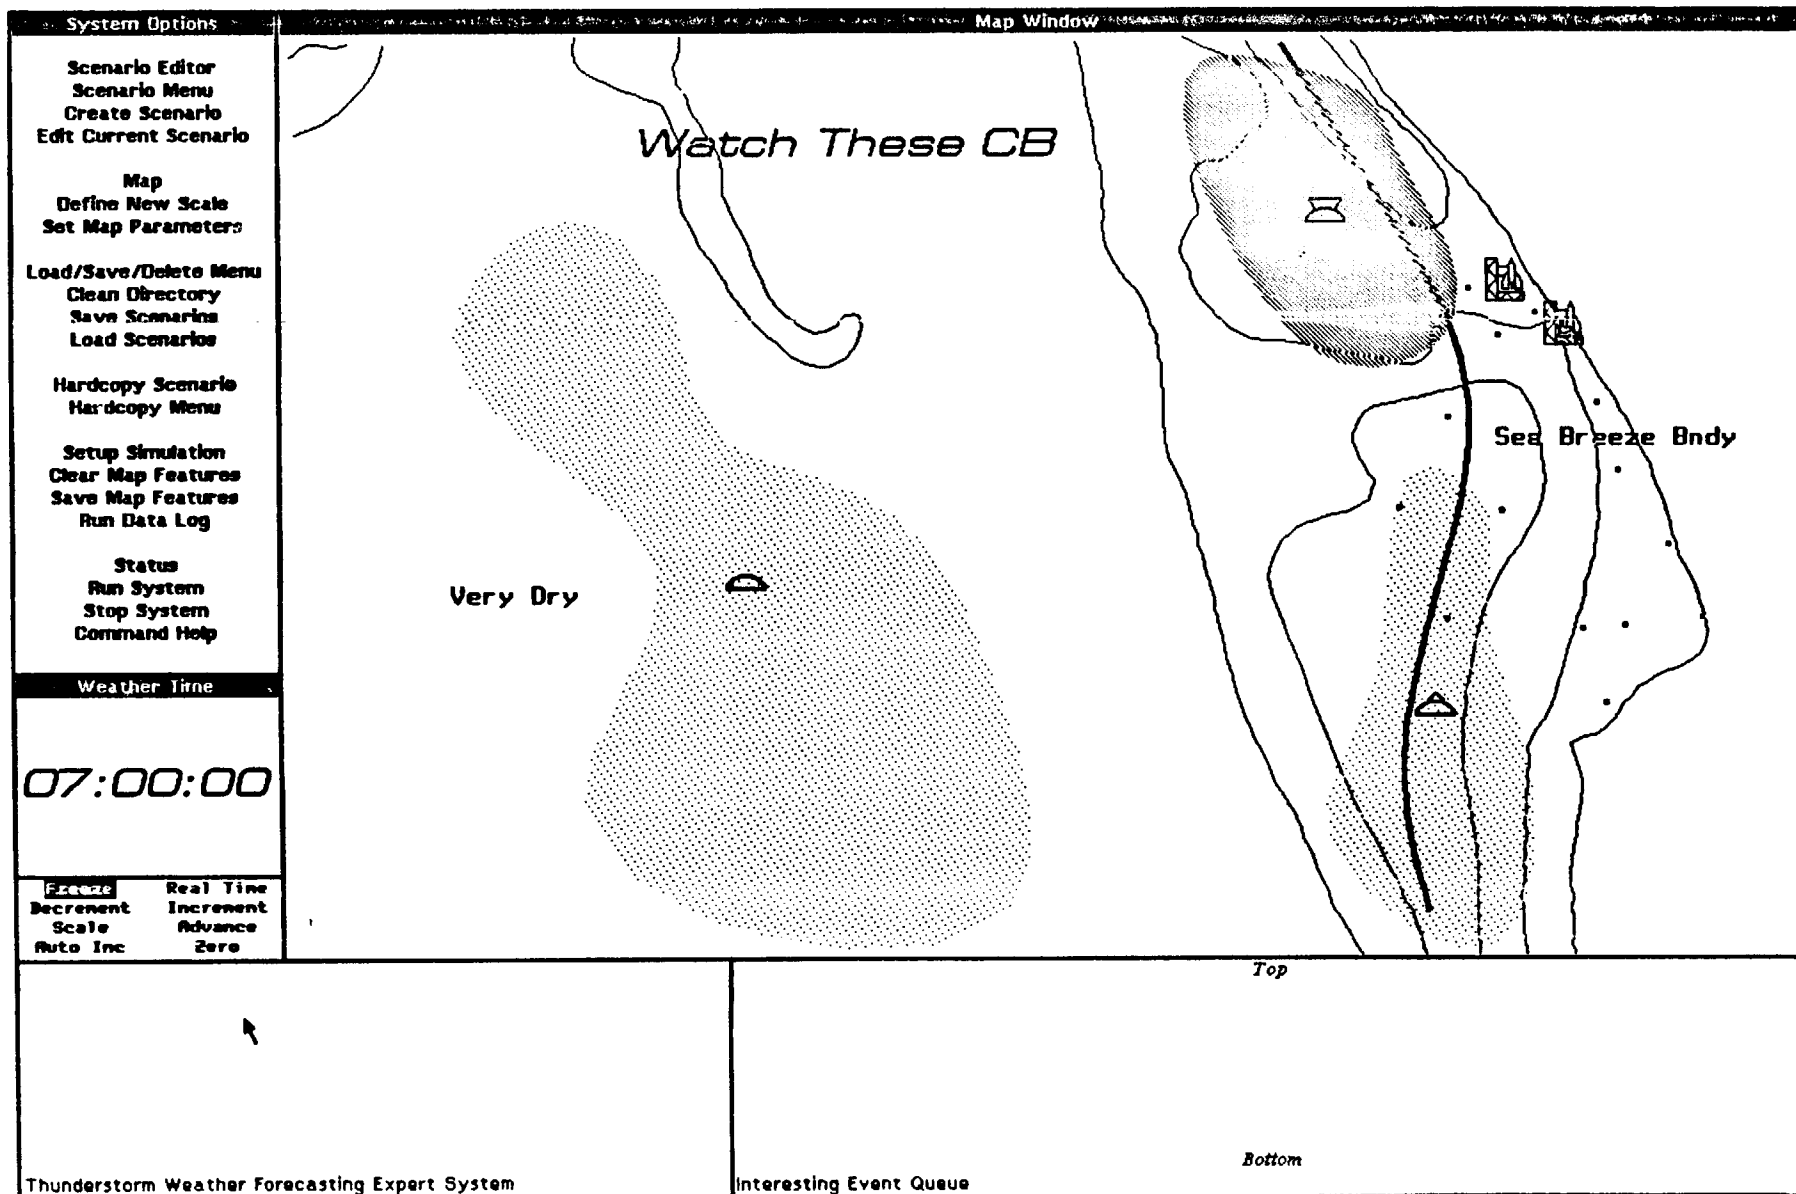 System Options
Map Window
Scenario Editor
Scenario Menu
Create Scenario
Edit Current Scenario
Map
Define New Scale
Set Map Parameters
Load/Save/Delete Menu
Clean Directory
Save Scenarios
Load Scenarios
Hardcopy Scenario
Hardcopy Menu
Setup Simulation
Clear Map Features
Save Map Features
Run Data Log
Status
Run System
Stop System
Command Help
Watch These CB
Sea Breeze Bndy
Very Dry
Weather Time
07:00:00
Freeze Real Time
Decrement Increment
Scale Advance
Auto Inc Zero
Top
Bottom
Thunderstorm Weather Forecasting Expert System
Interesting Event Queue